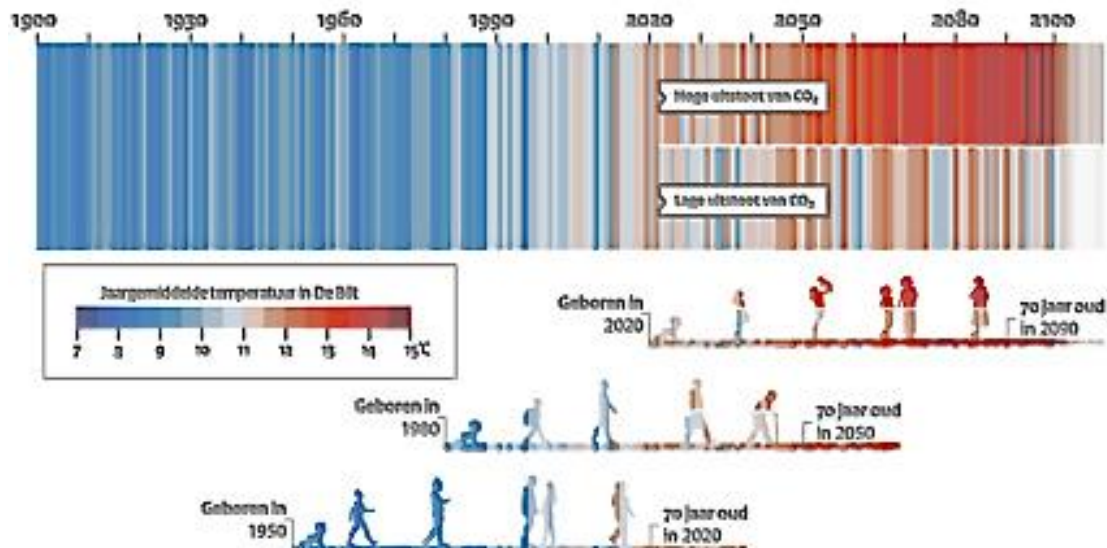 1900 1930 1960 1990 2020 2050 2080 2100
Hoge uitstoot van CO₂
Lage uitstoot van CO₂
Jaargemiddelde temperatuur in De Bilt
7 8 9 10 11 12 13 14 15°C
Geboren in
2020
70 jaar oud
in 2090
Geboren in
1980
70 jaar oud
in 2050
Geboren in
1950
70 jaar oud
in 2020